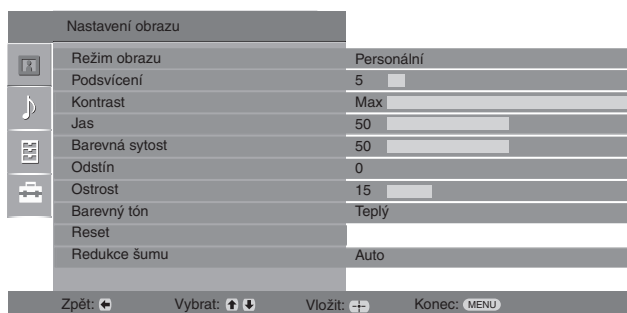 Nastavení obrazu
Režim obrazu Personální
Podsvícení 5
Kontrast Max
Jas 50
Barevná sytost 50
Odstín 0
Ostrost 15
Barevný tón Teplý
Reset
Redukce šumu Auto
Zpět: Vybrat: Vložit: Konec: MENU